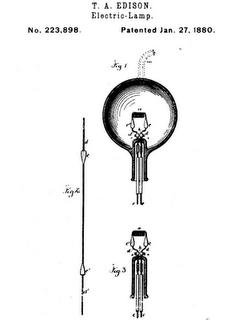 T. A. EDISON.
Electric-Lamp.
No. 223,898.
Patented Jan. 27, 1880.
Fig 1
Fig 2
Fig 3